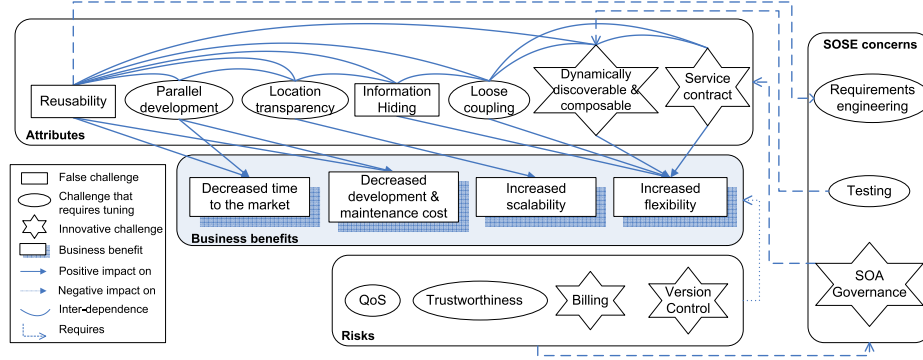 SOSE concerns
Reusability
Parallel
development
Location
transparency
Information
Hiding
Loose
coupling
Dynamically
discoverable &
composable
Service
contract
Attributes
Requirements
engineering
Testing
SOA
Governance
Decreased time
to the market
Decreased
development &
maintenance cost
Increased
scalability
Increased
flexibility
Business benefits
False challenge
Challenge that
requires tuning
Innovative challenge
Business benefit
Positive impact on
Negative impact on
Inter-dependence
Requires
QoS
Trustworthiness
Billing
Version
Control
Risks